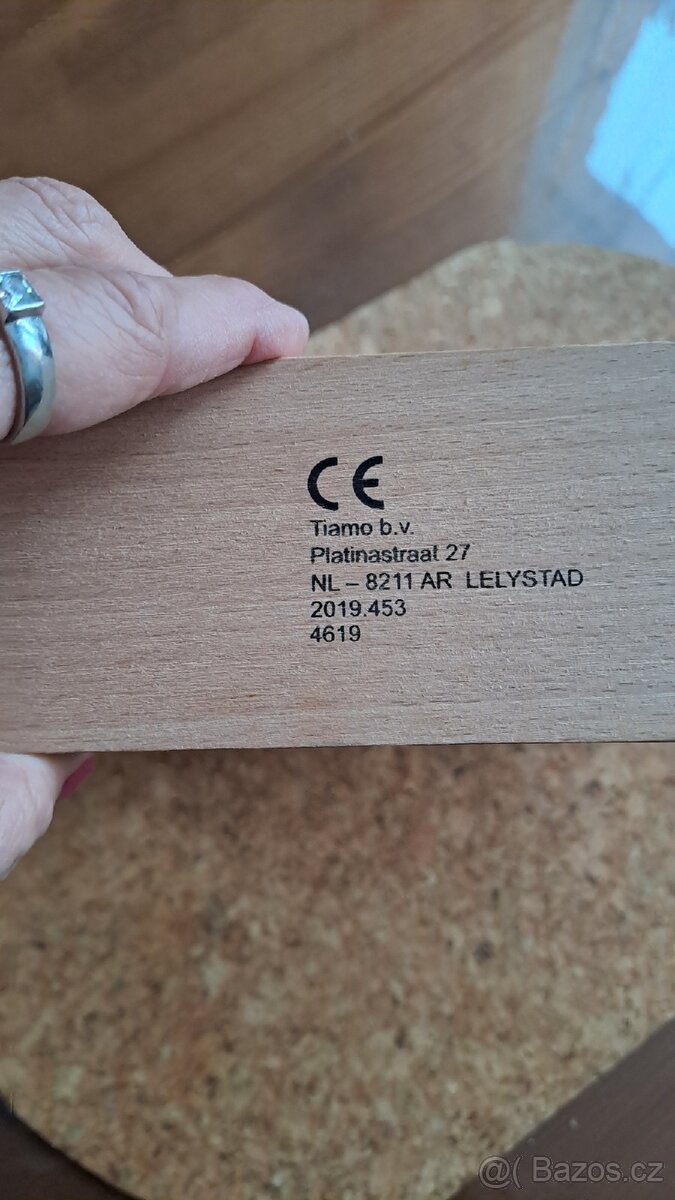 CE
Tiamo b.v.
Platinastraat 27
NL – 8211 AR LELYSTAD
2019.453
4619
@( Bazos.cz